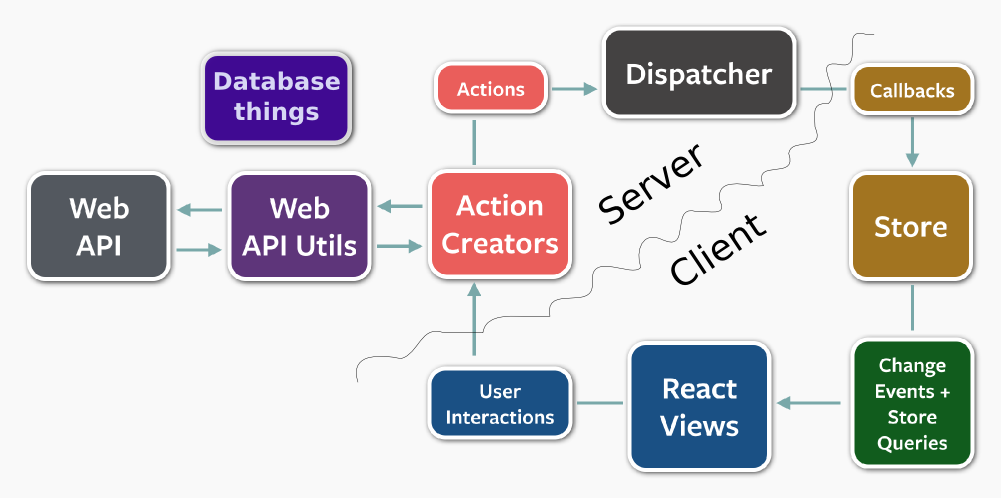 Database
things
Actions
Dispatcher
Callbacks
Web
API
Web
API Utils
Action
Creators
Server
Client
Store
User
Interactions
React
Views
Change
Events +
Store
Queries